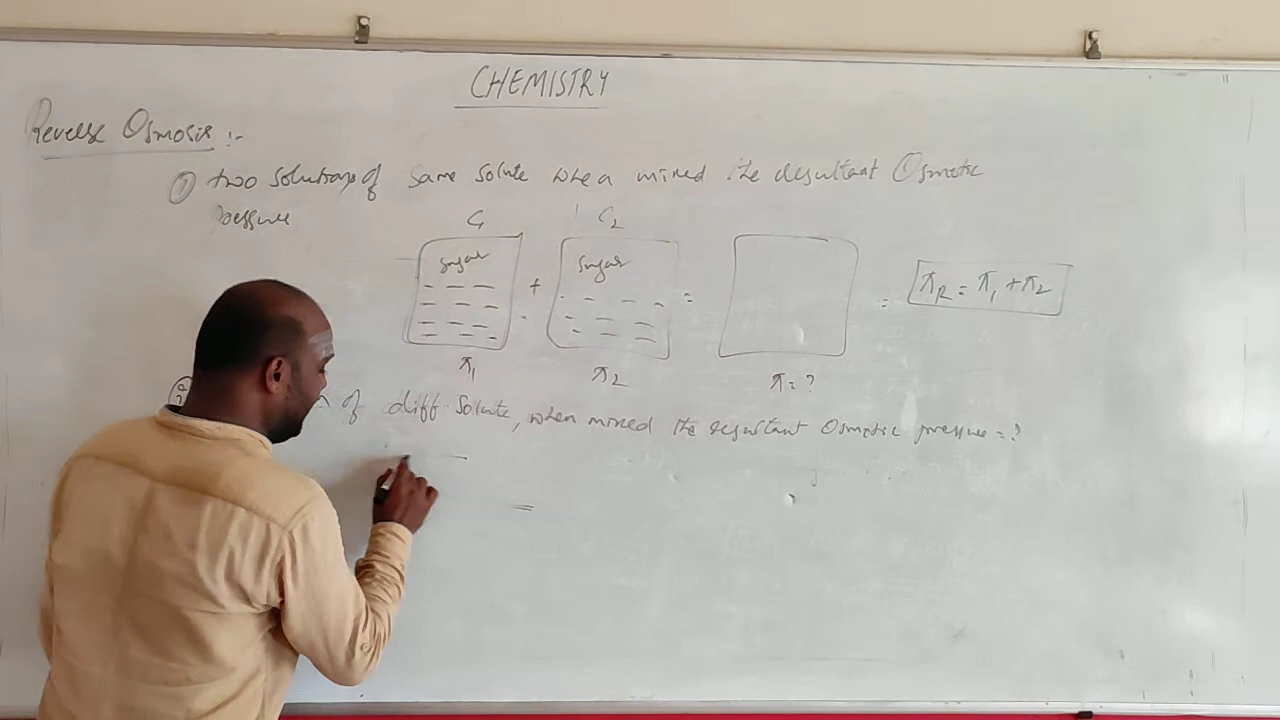 CHEMISTRY
Reverse Osmosis :-
① two solutions of same solute when mixed the resultant Osmotic
pressure
C₁ C₂
sugar + sugar = = π_R = π₁ + π₂
π₁ π₂ π = ?
of diff solute, when mixed the resultant Osmotic pressure = ?
=